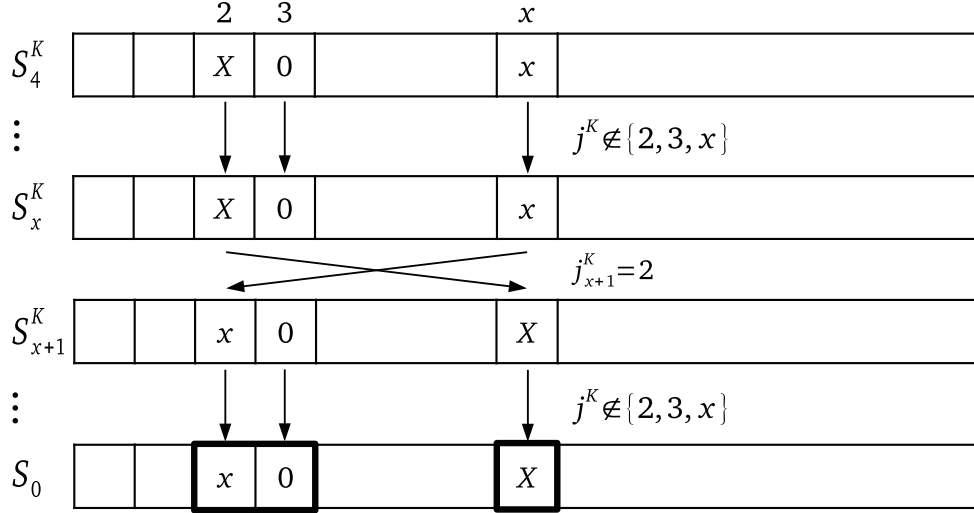 2 3 x
S_4^K X 0 x
⋮ j^K ∉ {2, 3, x}
S_x^K X 0 x
j_{x+1}^K = 2
S_{x+1}^K x 0 X
⋮ j^K ∉ {2, 3, x}
S_0 x 0 X